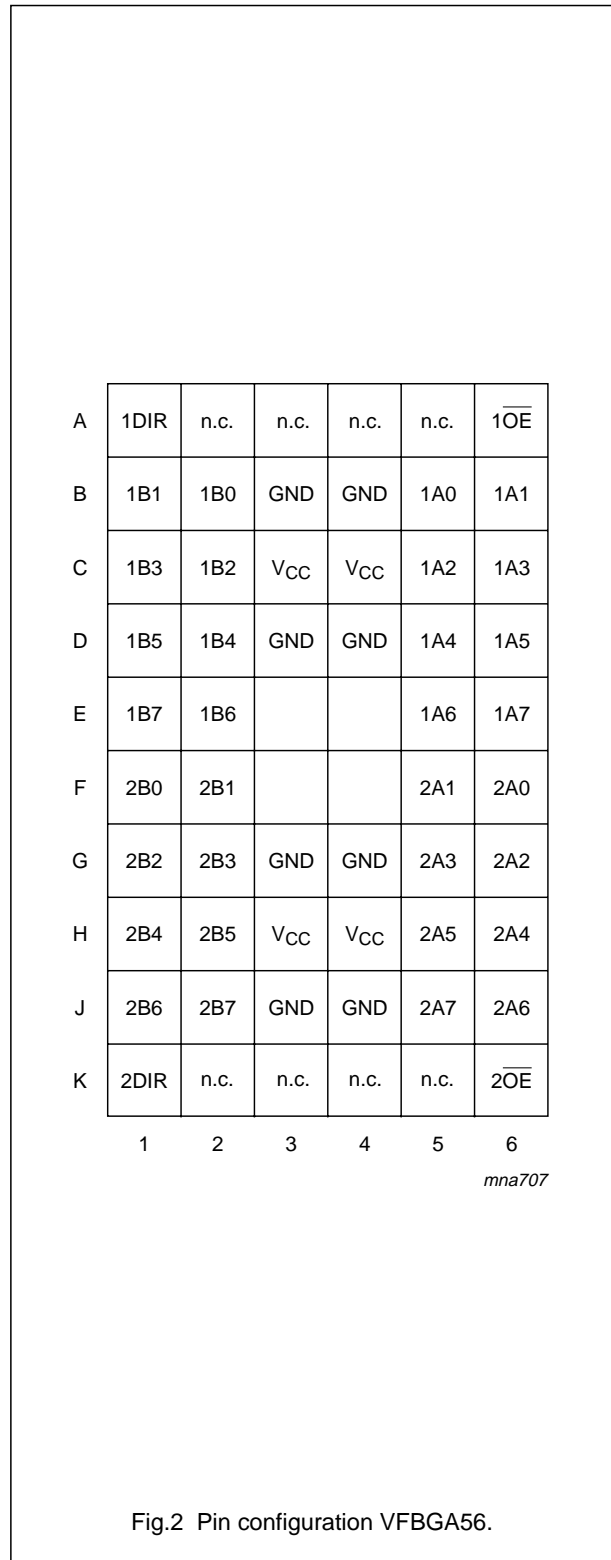 A 1DIR n.c. n.c. n.c. n.c. 1O̅E̅
B 1B1 1B0 GND GND 1A0 1A1
C 1B3 1B2 VCC VCC 1A2 1A3
D 1B5 1B4 GND GND 1A4 1A5
E 1B7 1B6 1A6 1A7
F 2B0 2B1 2A1 2A0
G 2B2 2B3 GND GND 2A3 2A2
H 2B4 2B5 VCC VCC 2A5 2A4
J 2B6 2B7 GND GND 2A7 2A6
K 2DIR n.c. n.c. n.c. n.c. 2O̅E̅
1 2 3 4 5 6
mna707
Fig.2 Pin configuration VFBGA56.